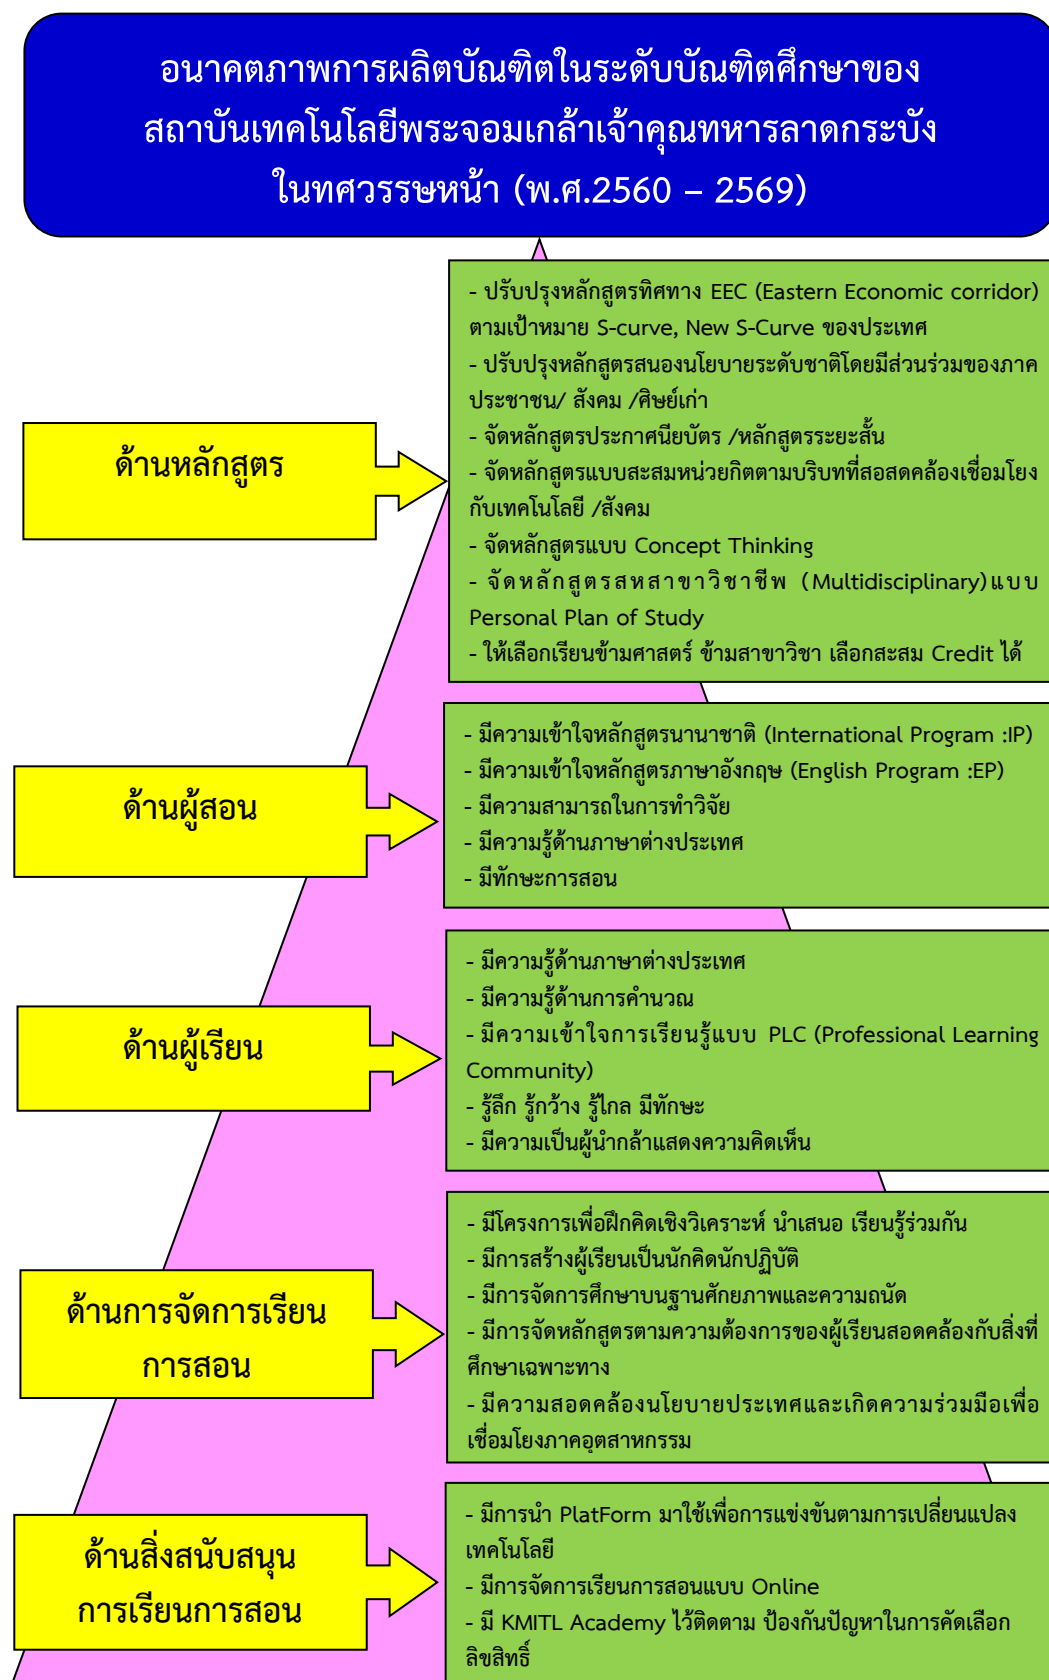 อนาคตภาพการผลิตบัณฑิตในระดับบัณฑิตศึกษาของ
สถาบันเทคโนโลยีพระจอมเกล้าเจ้าคุณทหารลาดกระบัง
ในทศวรรษหน้า (พ.ศ.2560 – 2569)
ด้านหลักสูตร
- ปรับปรุงหลักสูตรทิศทาง EEC (Eastern Economic corridor)
ตามเป้าหมาย S-curve, New S-Curve ของประเทศ
- ปรับปรุงหลักสูตรสนองนโยบายระดับชาติโดยมีส่วนร่วมของภาค
ประชาชน/ สังคม /ศิษย์เก่า
- จัดหลักสูตรประกาศนียบัตร /หลักสูตรระยะสั้น
- จัดหลักสูตรแบบสะสมหน่วยกิตตามบริบทที่สอสดคล้องเชื่อมโยง
กับเทคโนโลยี /สังคม
- จัดหลักสูตรแบบ Concept Thinking
- จัดหลักสูตรสหสาขาวิชาชีพ (Multidisciplinary)แบบ
Personal Plan of Study
- ให้เลือกเรียนข้ามศาสตร์ ข้ามสาขาวิชา เลือกสะสม Credit ได้
ด้านผู้สอน
- มีความเข้าใจหลักสูตรนานาชาติ (International Program :IP)
- มีความเข้าใจหลักสูตรภาษาอังกฤษ (English Program :EP)
- มีความสามารถในการทำวิจัย
- มีความรู้ด้านภาษาต่างประเทศ
- มีทักษะการสอน
ด้านผู้เรียน
- มีความรู้ด้านภาษาต่างประเทศ
- มีความรู้ด้านการคำนวณ
- มีความเข้าใจการเรียนรู้แบบ PLC (Professional Learning
Community)
- รู้ลึก รู้กว้าง รู้ไกล มีทักษะ
- มีความเป็นผู้นำกล้าแสดงความคิดเห็น
ด้านการจัดการเรียน
การสอน
- มีโครงการเพื่อฝึกคิดเชิงวิเคราะห์ นำเสนอ เรียนรู้ร่วมกัน
- มีการสร้างผู้เรียนเป็นนักคิดนักปฏิบัติ
- มีการจัดการศึกษาบนฐานศักยภาพและความถนัด
- มีการจัดหลักสูตรตามความต้องการของผู้เรียนสอดคล้องกับสิ่งที่
ศึกษาเฉพาะทาง
- มีความสอดคล้องนโยบายประเทศและเกิดความร่วมมือเพื่อ
เชื่อมโยงภาคอุตสาหกรรม
ด้านสิ่งสนับสนุน
การเรียนการสอน
- มีการนำ PlatForm มาใช้เพื่อการแข่งขันตามการเปลี่ยนแปลง
เทคโนโลยี
- มีการจัดการเรียนการสอนแบบ Online
- มี KMITL Academy ไว้ติดตาม ป้องกันปัญหาในการคัดเลือก
ลิขสิทธิ์